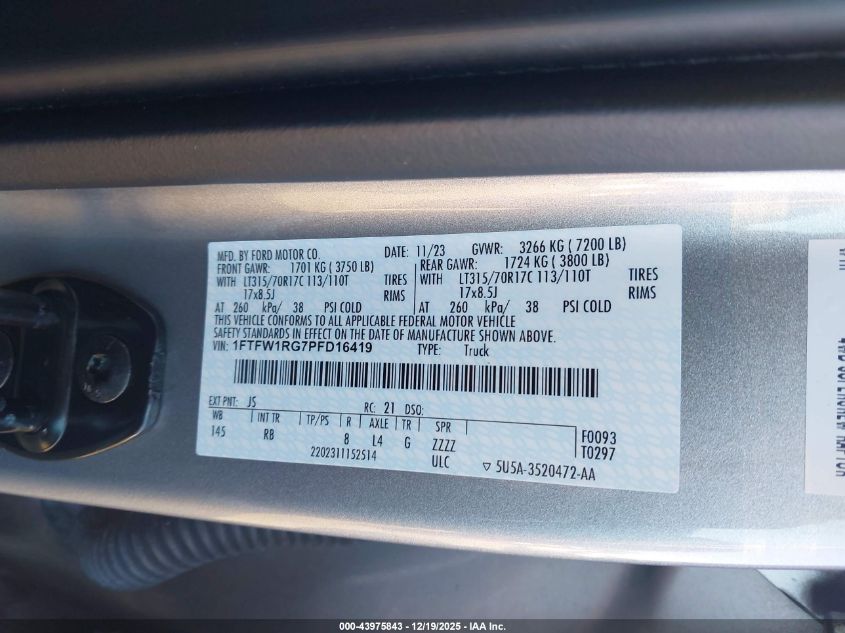 MFD. BY FORD MOTOR CO. DATE: 11/23 GVWR: 3266 KG ( 7200 LB)
FRONT GAWR: 1701 KG ( 3750 LB) REAR GAWR: 1724 KG ( 3800 LB)
WITH LT315/70R17C 113/110T TIRES WITH LT315/70R17C 113/110T TIRES
17x8.5J RIMS 17x8.5J RIMS
AT 260 kPa/ 38 PSI COLD AT 260 kPa/ 38 PSI COLD
THIS VEHICLE CONFORMS TO ALL APPLICABLE FEDERAL MOTOR VEHICLE
SAFETY STANDARDS IN EFFECT ON THE DATE OF MANUFACTURE SHOWN ABOVE.
VIN: 1FTFW1RG7PFD16419 TYPE: Truck
EXT PNT: JS RC: 21 DSO:
WB INT TR TP/PS R AXLE TR SPR
145 RB 8 L4 G ZZZZ F0093
2202311152514 ULC T0297
▽ 5U5A-3520472-AA
000-43975843 - 12/19/2025 - IAA Inc.